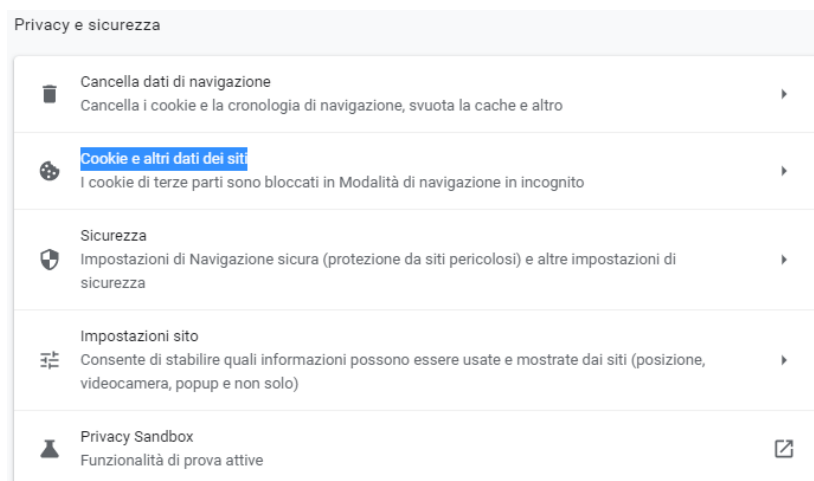 Privacy e sicurezza
Cancella dati di navigazione
Cancella i cookie e la cronologia di navigazione, svuota la cache e altro
Cookie e altri dati dei siti
I cookie di terze parti sono bloccati in Modalità di navigazione in incognito
Sicurezza
Impostazioni di Navigazione sicura (protezione da siti pericolosi) e altre impostazioni di
sicurezza
Impostazioni sito
Consente di stabilire quali informazioni possono essere usate e mostrate dai siti (posizione,
videocamera, popup e non solo)
Privacy Sandbox
Funzionalità di prova attive